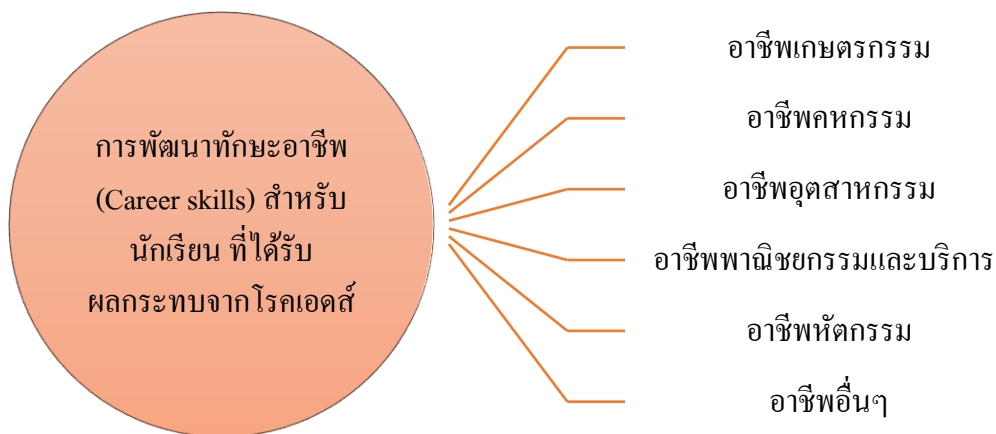 การพัฒนาทักษะอาชีพ
(Career skills) สำหรับ
นักเรียน ที่ได้รับ
ผลกระทบจากโรคเอดส์
อาชีพเกษตรกรรม
อาชีพคหกรรม
อาชีพอุตสาหกรรม
อาชีพพาณิชยกรรมและบริการ
อาชีพหัตกรรม
อาชีพอื่นๆ